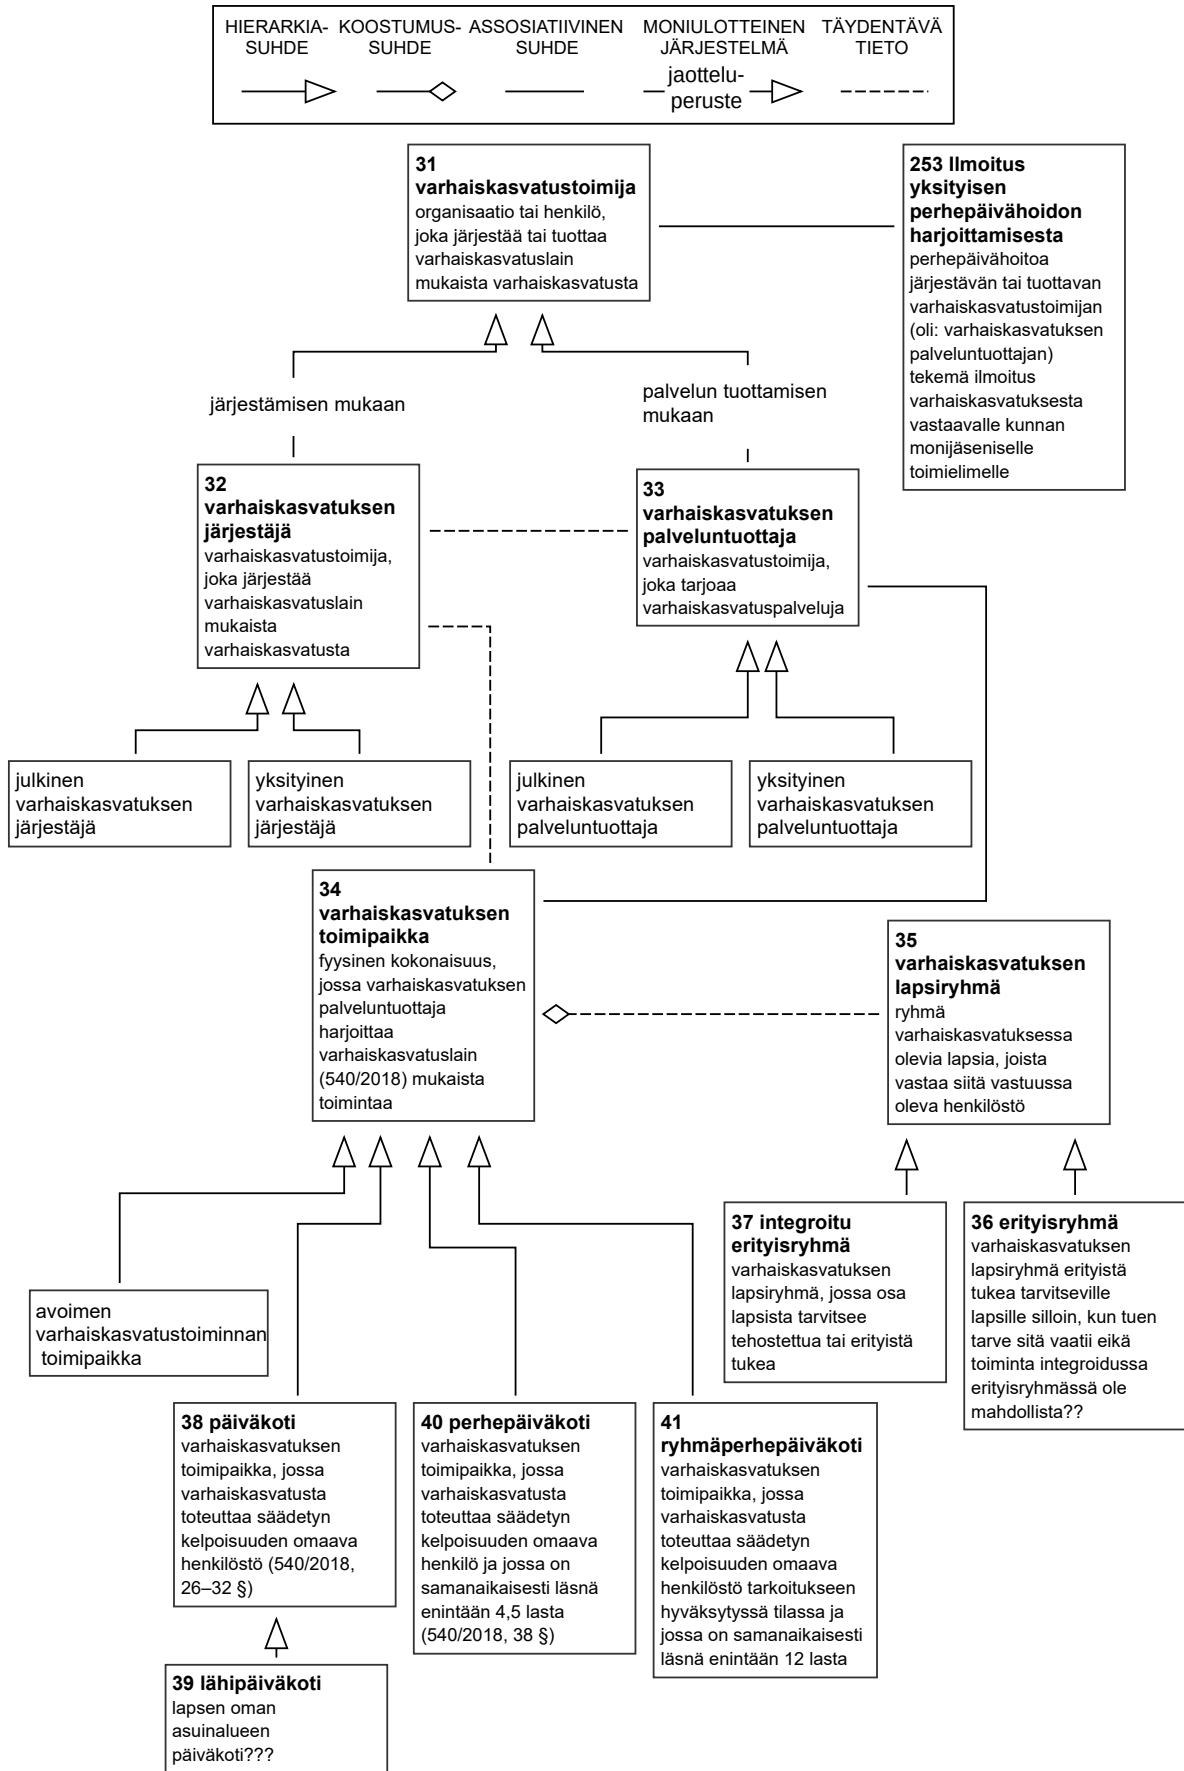 HIERARKIA-
SUHDE
KOOSTUMUS-
SUHDE
ASSOSIATIIVINEN
SUHDE
MONIULOTTEINEN
JÄRJESTELMÄ
jaottelu-
peruste
TÄYDENTÄVÄ
TIETO
31
varhaiskasvatustoimija
organisaatio tai henkilö,
joka järjestää tai tuottaa
varhaiskasvatuslain
mukaista varhaiskasvatusta
253 Ilmoitus
yksityisen
perhepäivähoidon
harjoittamisesta
perhepäivähoitoa
järjestävän tai tuottavan
varhaiskasvatustoimijan
(oli: varhaiskasvatuksen
palveluntuottajan)
tekemä ilmoitus
varhaiskasvatuksesta
vastaavalle kunnan
monijäseniselle
toimielimelle
järjestämisen mukaan
palvelun tuottamisen
mukaan
32
varhaiskasvatuksen
järjestäjä
varhaiskasvatustoimija,
joka järjestää
varhaiskasvatuslain
mukaista
varhaiskasvatusta
33
varhaiskasvatuksen
palveluntuottaja
varhaiskasvatustoimija,
joka tarjoaa
varhaiskasvatuspalveluja
julkinen
varhaiskasvatuksen
järjestäjä
yksityinen
varhaiskasvatuksen
järjestäjä
julkinen
varhaiskasvatuksen
palveluntuottaja
yksityinen
varhaiskasvatuksen
palveluntuottaja
34
varhaiskasvatuksen
toimipaikka
fyysinen kokonaisuus,
jossa varhaiskasvatuksen
palveluntuottaja
harjoittaa
varhaiskasvatuslain
(540/2018) mukaista
toimintaa
35
varhaiskasvatuksen
lapsiryhmä
ryhmä
varhaiskasvatuksessa
olevia lapsia, joista
vastaa siitä vastuussa
oleva henkilöstö
37 integroitu
erityisryhmä
varhaiskasvatuksen
lapsiryhmä, jossa osa
lapsista tarvitsee
tehostettua tai erityistä
tukea
36 erityisryhmä
varhaiskasvatuksen
lapsiryhmä erityistä
tukea tarvitseville
lapsille silloin, kun tuen
tarve sitä vaatii eikä
toiminta integroidussa
erityisryhmässä ole
mahdollista??
avoimen
varhaiskasvatustoiminnan
toimipaikka
38 päiväkoti
varhaiskasvatuksen
toimipaikka, jossa
varhaiskasvatusta
toteuttaa säädetyn
kelpoisuuden omaava
henkilöstö (540/2018,
26–32 §)
40 perhepäiväkoti
varhaiskasvatuksen
toimipaikka, jossa
varhaiskasvatusta
toteuttaa säädetyn
kelpoisuuden omaava
henkilö ja jossa on
samanaikaisesti läsnä
enintään 4,5 lasta
(540/2018, 38 §)
41
ryhmäperhepäiväkoti
varhaiskasvatuksen
toimipaikka, jossa
varhaiskasvatusta
toteuttaa säädetyn
kelpoisuuden omaava
henkilöstö tarkoitukseen
hyväksytyssä tilassa ja
jossa on samanaikaisesti
läsnä enintään 12 lasta
39 lähipäiväkoti
lapsen oman
asuinalueen
päiväkoti???